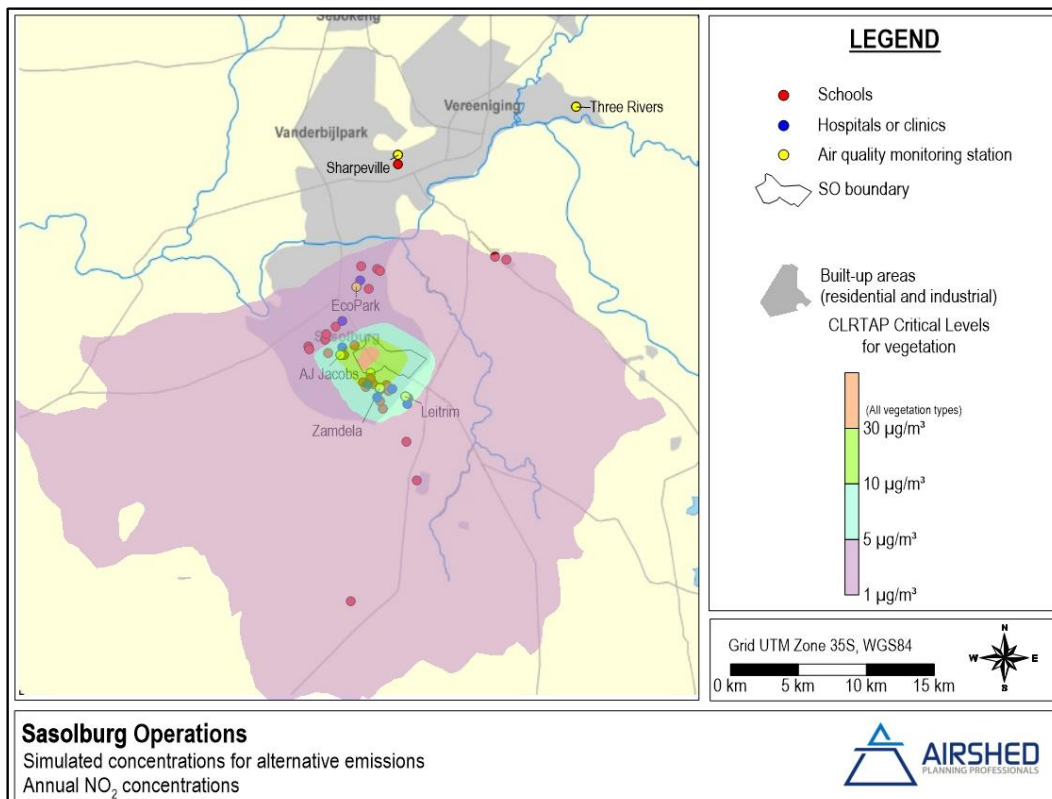 Sebokeng
Vereeniging
Three Rivers
Vanderbijlpark
Sharpeville
EcoPark
Sasolburg
AJ Jacobs
Leitrim
Zamdela
LEGEND
Schools
Hospitals or clinics
Air quality monitoring station
SO boundary
Built-up areas
(residential and industrial)
CLRTAP Critical Levels
for vegetation
(All vegetation types)
30 µg/m³
10 µg/m³
5 µg/m³
1 µg/m³
Grid UTM Zone 35S, WGS84
N
W E
S
0 km 5 km 10 km 15 km
Sasolburg Operations
Simulated concentrations for alternative emissions
Annual NO₂ concentrations
AIRSHED
PLANNING PROFESSIONALS